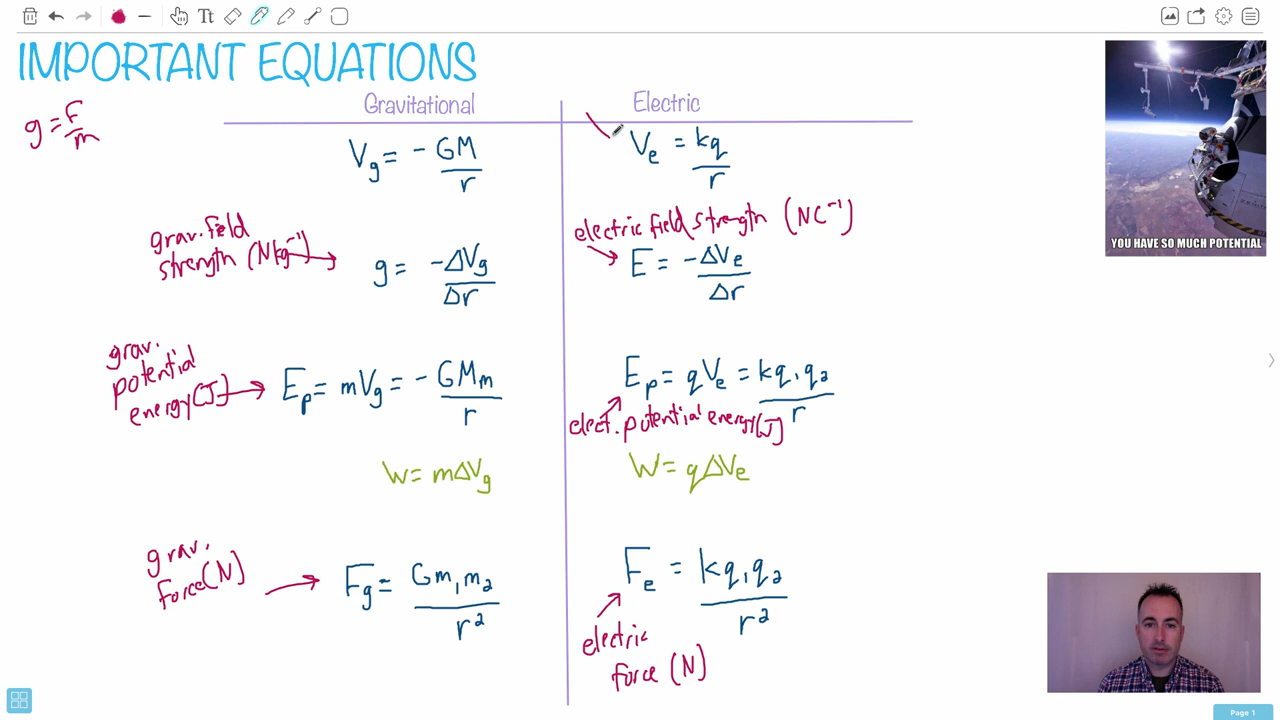 Tt
IMPORTANT EQUATIONS
g = F/m
Gravitational
Electric
Vg = - GM/r
Ve = kq/r
grav. field
strength (Nkg⁻¹)
g = -ΔVg/Δr
electric field strength (NC⁻¹)
E = -ΔVe/Δr
grav.
potential
energy (J)
Ep = mVg = - GMm/r
Ep = qVe = kq₁q₂/r
elect. potential energy (J)
W = mΔVg
W = qΔVe
grav.
force (N)
Fg = Gm₁m₂/r²
Fe = kq₁q₂/r²
electric
force (N)
YOU HAVE SO MUCH POTENTIAL
Page 1